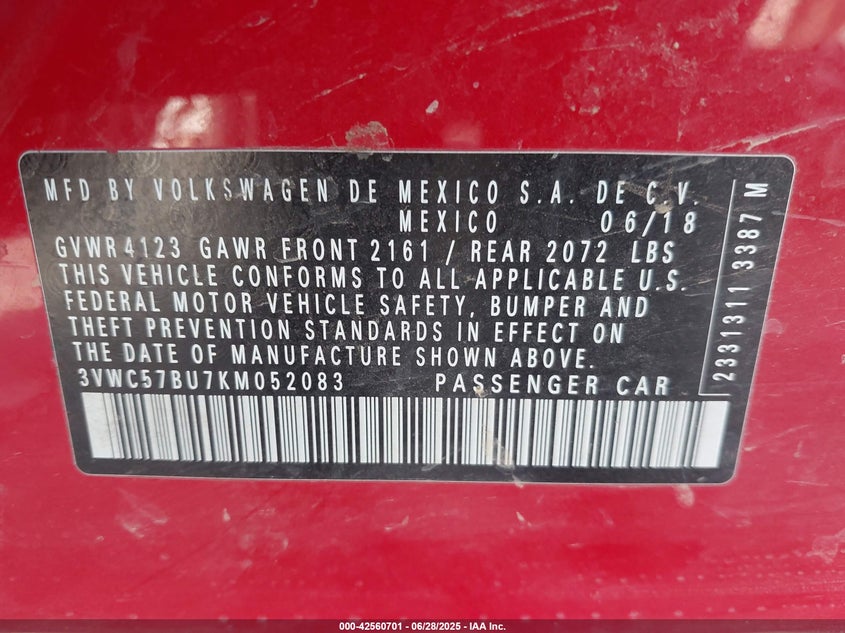 MFD BY VOLKSWAGEN DE MEXICO S.A. DE C.V.
MEXICO 06/18
GVWR 4123 GAWR FRONT 2161 / REAR 2072 LBS
THIS VEHICLE CONFORMS TO ALL APPLICABLE U.S.
FEDERAL MOTOR VEHICLE SAFETY, BUMPER AND
THEFT PREVENTION STANDARDS IN EFFECT ON
THE DATE OF MANUFACTURE SHOWN ABOVE.
3VWC57BU7KM052083 PASSENGER CAR
2331311 3387 M
000-42560701 - 06/28/2025 - IAA Inc.